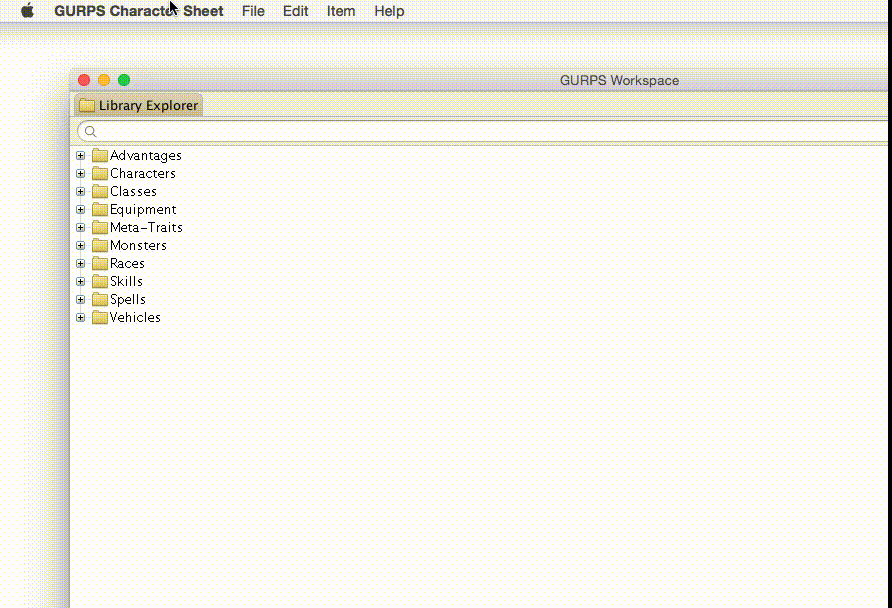 GURPS Character Sheet File Edit Item Help
GURPS Workspace
Library Explorer
Advantages
Characters
Classes
Equipment
Meta-Traits
Monsters
Races
Skills
Spells
Vehicles